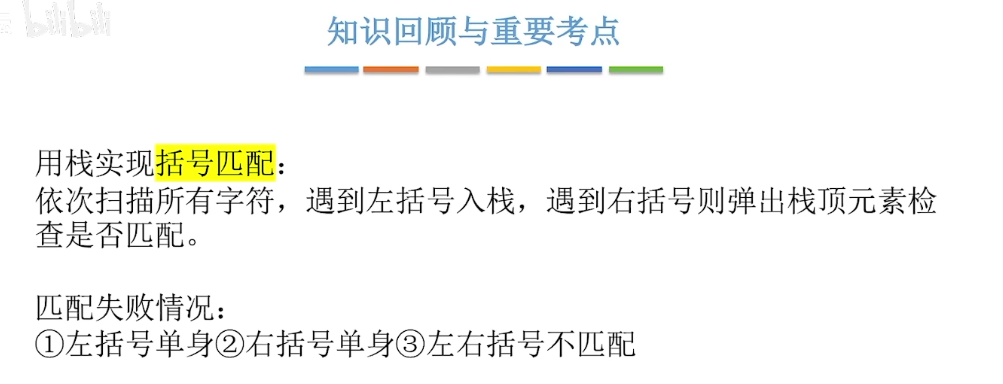 bilibili
知识回顾与重要考点
用栈实现括号匹配：
依次扫描所有字符，遇到左括号入栈，遇到右括号则弹出栈顶元素检
查是否匹配。
匹配失败情况：
①左括号单身②右括号单身③左右括号不匹配